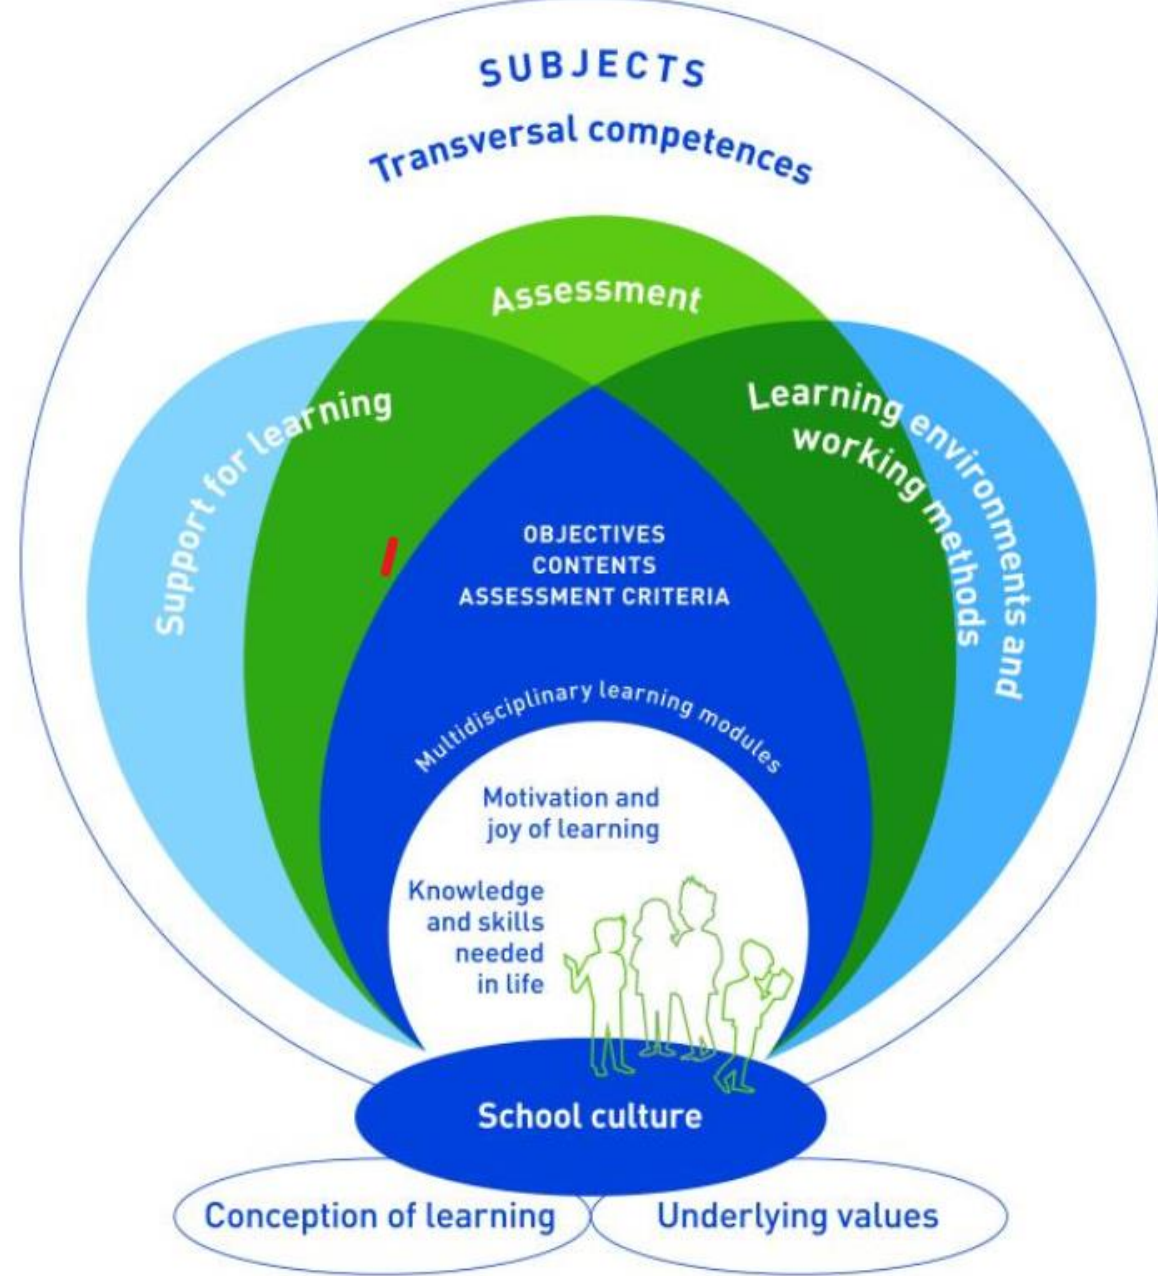 SUBJECTS
Transversal competences
Assessment
Support for learning
Learning environments and
working methods
OBJECTIVES
CONTENTS
ASSESSMENT CRITERIA
Multidisciplinary learning modules
Motivation and
joy of learning
Knowledge
and skills
needed
in life
School culture
Conception of learning
Underlying values